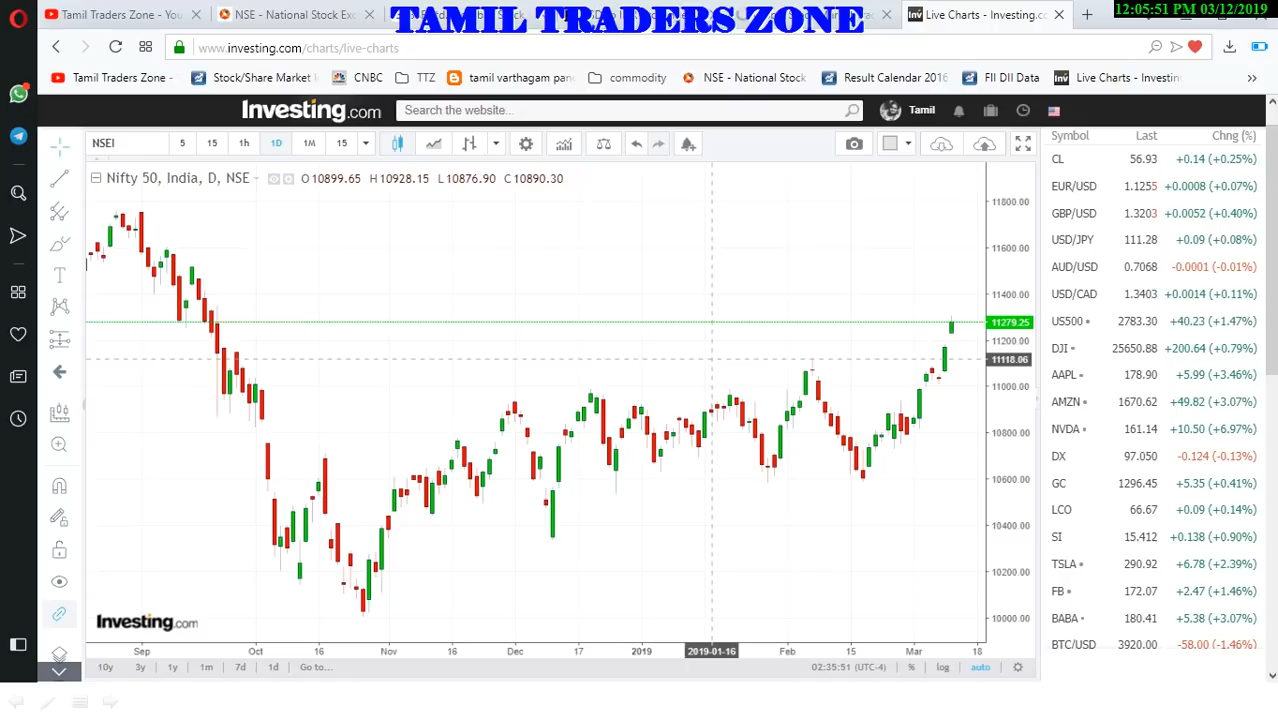 12:05:51 PM 03/12/2019
TAMIL TRADERS ZONE
Tamil Traders Zone - You
NSE - National Stock Exc
Live Charts - Investing.cc
www.investing.com/charts/live-charts
Tamil Traders Zone -
Stock/Share Market
CNBC
TTZ
tamil varthagam pan
commodity
NSE - National Stock
Result Calendar 2016
FII DII Data
Live Charts - Investin
Investing.com
Search the website...
Tamil
NSEI
5
15
1h
1D
1M
15
Nifty 50, India, D, NSE
O 10899.65 H 10928.15 L 10876.90 C 10890.30
11800.00
11600.00
11400.00
11279.25
11200.00
11118.06
11000.00
10800.00
10600.00
10400.00
10200.00
10000.00
Investing.com
Sep
Oct
16
Nov
16
Dec
17
2019
2019-01-16
Feb
15
Mar
18
10y
3y
1y
1m
7d
1d
Go to...
02:35:51 (UTC-4)
%
log
auto
Symbol Last Chng (%)
CL 56.93 +0.14 (+0.25%)
EUR/USD 1.1255 +0.0008 (+0.07%)
GBP/USD 1.3203 +0.0052 (+0.40%)
USD/JPY 111.28 +0.09 (+0.08%)
AUD/USD 0.7068 -0.0001 (-0.01%)
USD/CAD 1.3403 +0.0014 (+0.11%)
US500 2783.30 +40.23 (+1.47%)
DJI 25650.88 +200.64 (+0.79%)
AAPL 178.90 +5.99 (+3.46%)
AMZN 1670.62 +49.82 (+3.07%)
NVDA 161.14 +10.50 (+6.97%)
DX 97.050 -0.124 (-0.13%)
GC 1296.45 +5.35 (+0.41%)
LCO 66.67 +0.09 (+0.14%)
SI 15.412 +0.138 (+0.90%)
TSLA 290.92 +6.78 (+2.39%)
FB 172.07 +2.47 (+1.46%)
BABA 180.41 +5.38 (+3.07%)
BTC/USD 3920.00 -58.00 (-1.46%)